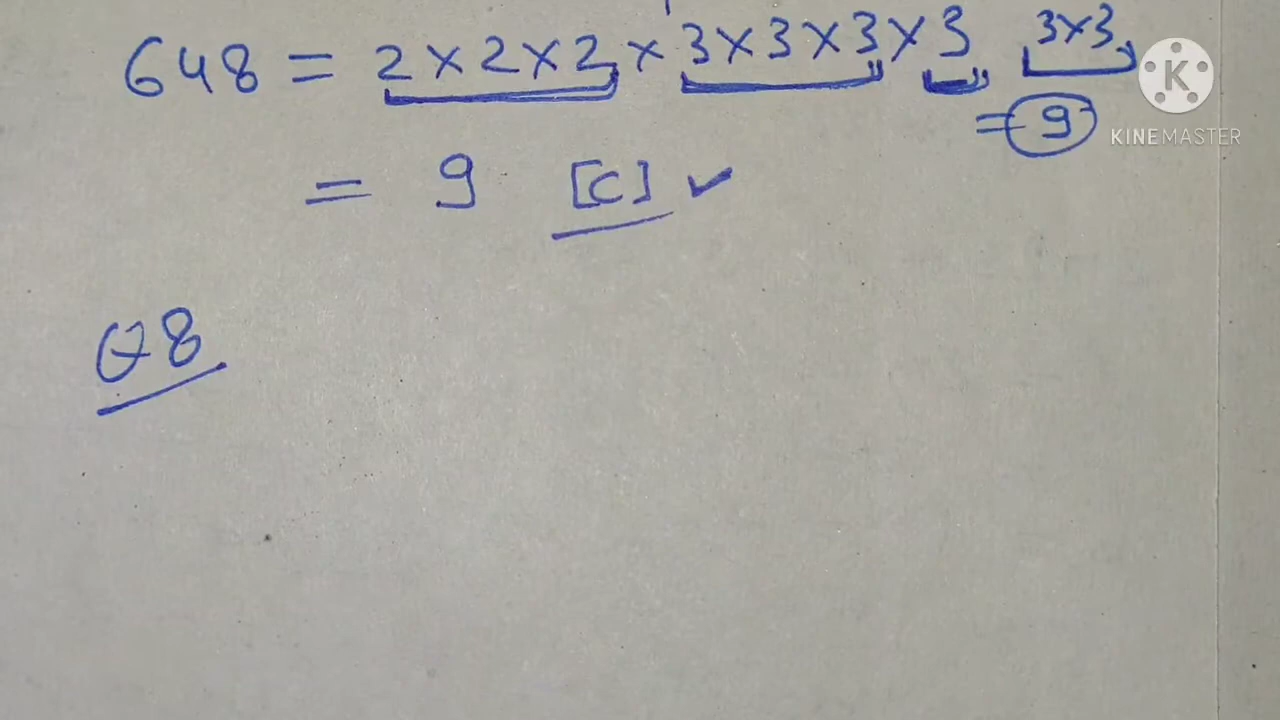 648 = 2×2×2×3×3×3×3 3×3
= 9
= 9 [C] ✓
Q8
K
KINEMASTER